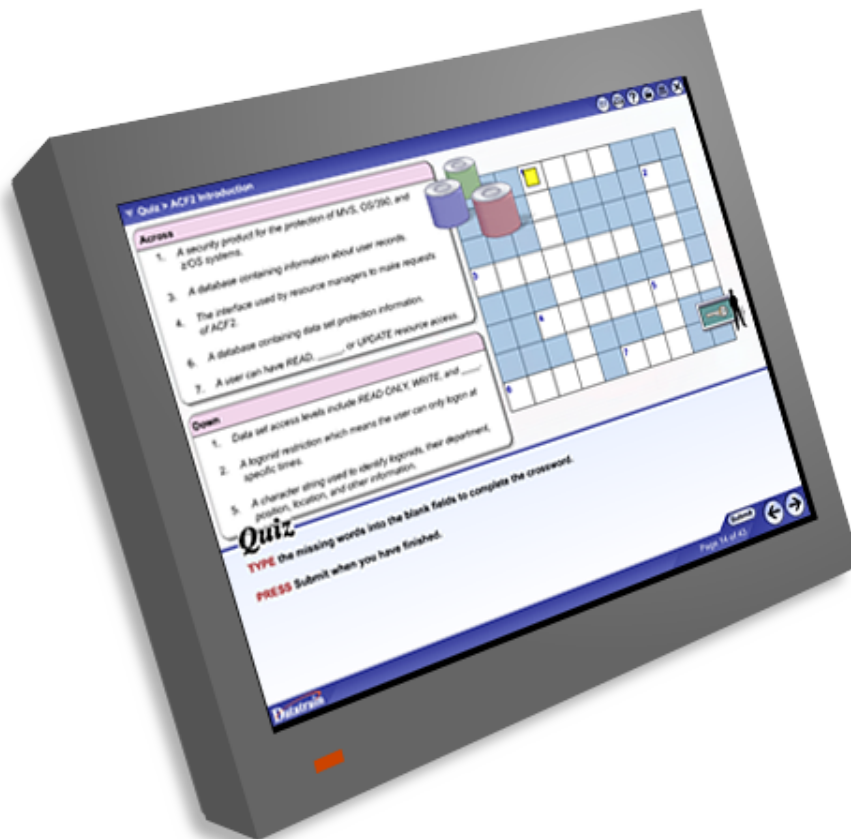 Quiz > ACF2 Introduction
Across
1. A security product for the protection of MVS, OS/390, and
z/OS systems.
3. A database containing information about user records.
4. The interface used by resource managers to make requests
of ACF2.
6. A database containing data set protection information.
7. A user can have READ, _____, or UPDATE resource access.
Down
1. Data set access levels include READ ONLY, WRITE, and ____.
2. A logonid restriction which means the user can only logon at
specific times.
5. A character string used to identify logonids, their department,
position, location, and other information.
1
2
3
4
5
6
7
Quiz
TYPE the missing words into the blank fields to complete the crossword.
PRESS Submit when you have finished.
Submit
Page 14 of 43
Datatrain